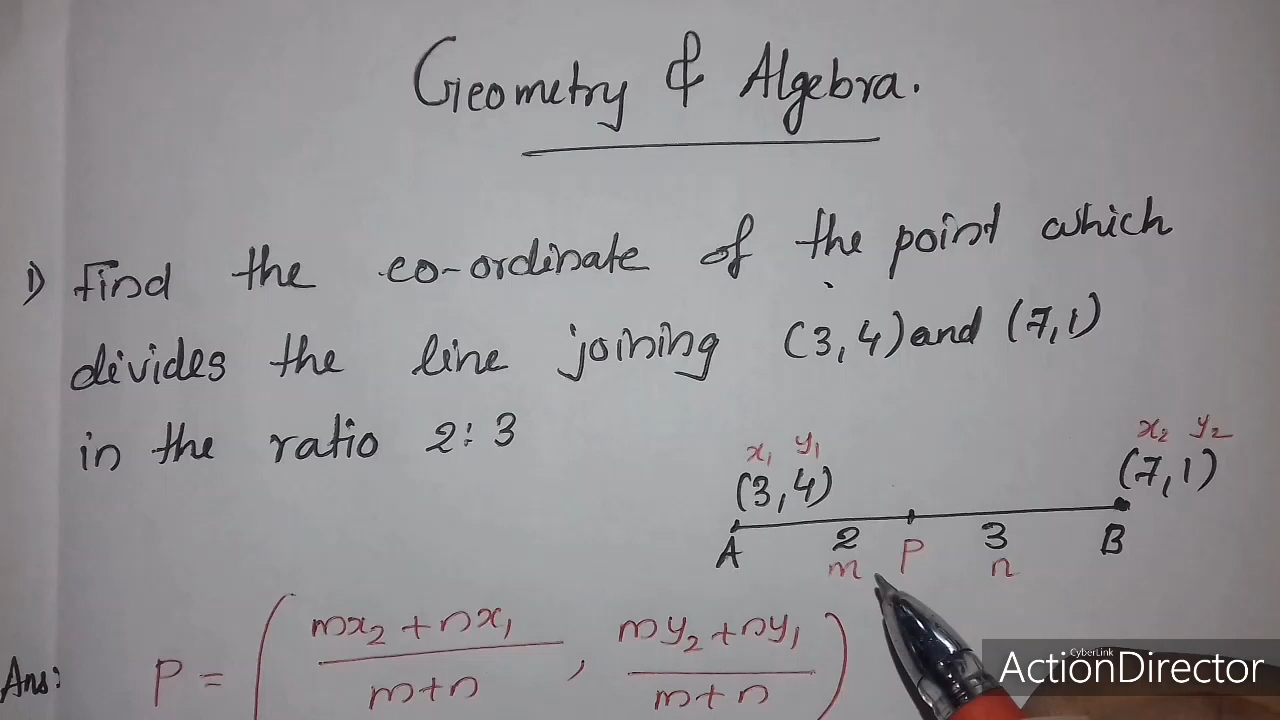 Geometry & Algebra.
1) Find the co-ordinate of the point which
divides the line joining (3,4) and (7,1)
in the ratio 2:3
x₁ y₁
x₂ y₂
(3,4)
(7,1)
A 2 P 3 B
m n
Ans: P = ( mx₂ + nx₁ / m+n , my₂ + ny₁ / m+n )
CyberLink
ActionDirector